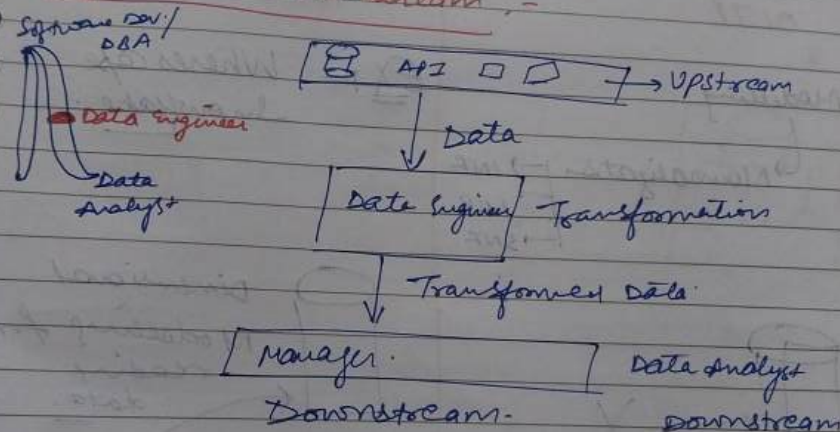 stream,-
Software Dev./
DBA
Data Engineer
Data
Analyst
API
→ Upstream
Data
Data Engineer Transformation
Transformed Data.
Manager.
Data Analyst
Downstream.
Downstream